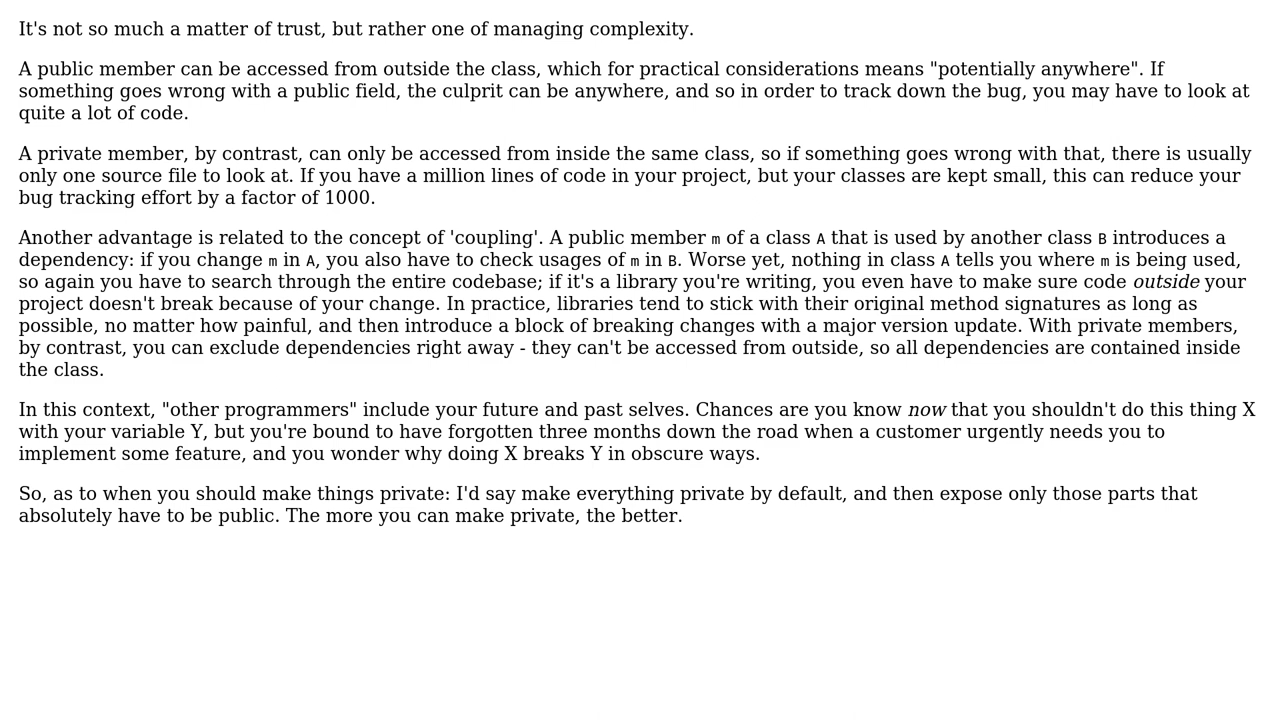 It's not so much a matter of trust, but rather one of managing complexity.
A public member can be accessed from outside the class, which for practical considerations means "potentially anywhere". If
something goes wrong with a public field, the culprit can be anywhere, and so in order to track down the bug, you may have to look at
quite a lot of code.
A private member, by contrast, can only be accessed from inside the same class, so if something goes wrong with that, there is usually
only one source file to look at. If you have a million lines of code in your project, but your classes are kept small, this can reduce your
bug tracking effort by a factor of 1000.
Another advantage is related to the concept of 'coupling'. A public member m of a class A that is used by another class B introduces a
dependency: if you change m in A, you also have to check usages of m in B. Worse yet, nothing in class A tells you where m is being used,
so again you have to search through the entire codebase; if it's a library you're writing, you even have to make sure code outside your
project doesn't break because of your change. In practice, libraries tend to stick with their original method signatures as long as
possible, no matter how painful, and then introduce a block of breaking changes with a major version update. With private members,
by contrast, you can exclude dependencies right away - they can't be accessed from outside, so all dependencies are contained inside
the class.
In this context, "other programmers" include your future and past selves. Chances are you know now that you shouldn't do this thing X
with your variable Y, but you're bound to have forgotten three months down the road when a customer urgently needs you to
implement some feature, and you wonder why doing X breaks Y in obscure ways.
So, as to when you should make things private: I'd say make everything private by default, and then expose only those parts that
absolutely have to be public. The more you can make private, the better.